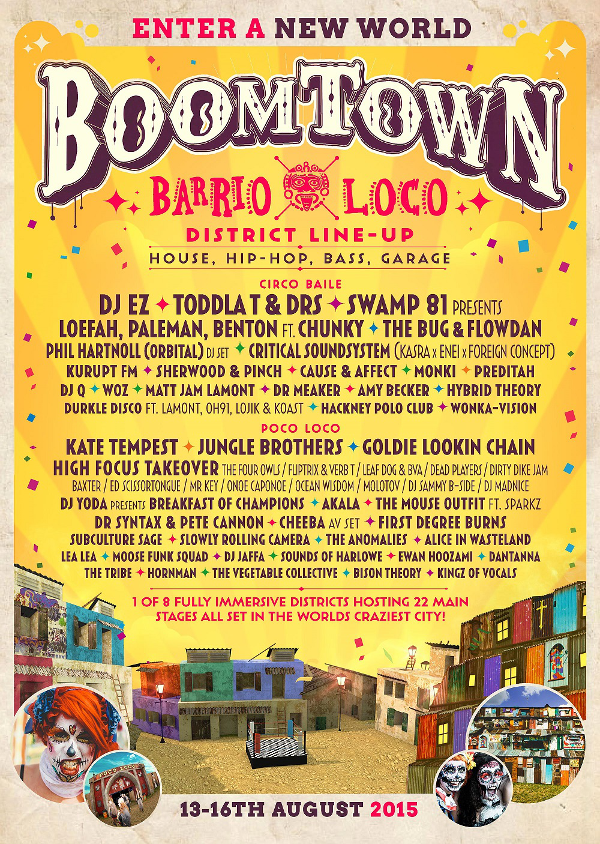 ENTER A NEW WORLD
BOOMTOWN
BARRIO LOCO
DISTRICT LINE-UP
HOUSE, HIP-HOP, BASS, GARAGE
CIRCO BAILE
DJ EZ ✦ TODDLA T & DRS ✦ SWAMP 81 PRESENTS
LOEFAH, PALEMAN, BENTON FT. CHUNKY ✦ THE BUG & FLOWDAN
PHIL HARTNOLL (ORBITAL) DJ SET ✦ CRITICAL SOUNDSYSTEM (KASRA X ENEI X FOREIGN CONCEPT)
KURUPT FM ✦ SHERWOOD & PINCH ✦ CAUSE & AFFECT ✦ MONKI ✦ PREDITAH
DJ Q ✦ WOZ ✦ MATT JAM LAMONT ✦ DR MEAKER ✦ AMY BECKER ✦ HYBRID THEORY
DURKLE DISCO FT. LAMONT, OH91, LOJIK & KOAST ✦ HACKNEY POLO CLUB ✦ WONKA-VISION
POCO LOCO
KATE TEMPEST ✦ JUNGLE BROTHERS ✦ GOLDIE LOOKIN CHAIN
HIGH FOCUS TAKEOVER THE FOUR OWLS / FLIPTRIX & VERB T / LEAF DOG & BVA / DEAD PLAYERS / DIRTY DIKE JAM
BAXTER / ED SCISSORTONGUE / MR KEY / ONOE CAPONOE / OCEAN WISDOM / MOLOTOV / DJ SAMMY B-SIDE / DJ MADNICE
DJ YODA PRESENTS BREAKFAST OF CHAMPIONS ✦ AKALA ✦ THE MOUSE OUTFIT FT. SPARKZ
DR SYNTAX & PETE CANNON ✦ CHEEBA AV SET ✦ FIRST DEGREE BURNS
SUBCULTURE SAGE ✦ SLOWLY ROLLING CAMERA ✦ THE ANOMALIES ✦ ALICE IN WASTELAND
LEA LEA ✦ MOOSE FUNK SQUAD ✦ DJ JAFFA ✦ SOUNDS OF HARLOWE ✦ EWAN HOOZAMI ✦ DANTANNA
THE TRIBE ✦ HORNMAN ✦ THE VEGETABLE COLLECTIVE ✦ BISON THEORY ✦ KINGZ OF VOCALS
1 OF 8 FULLY IMMERSIVE DISTRICTS HOSTING 22 MAIN
STAGES ALL SET IN THE WORLDS CRAZIEST CITY!
13-16TH AUGUST 2015